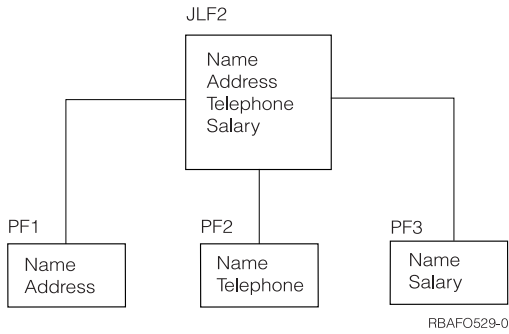 JLF2
Name
Address
Telephone
Salary
PF1
Name
Address
PF2
Name
Telephone
PF3
Name
Salary
RBAFO529-0